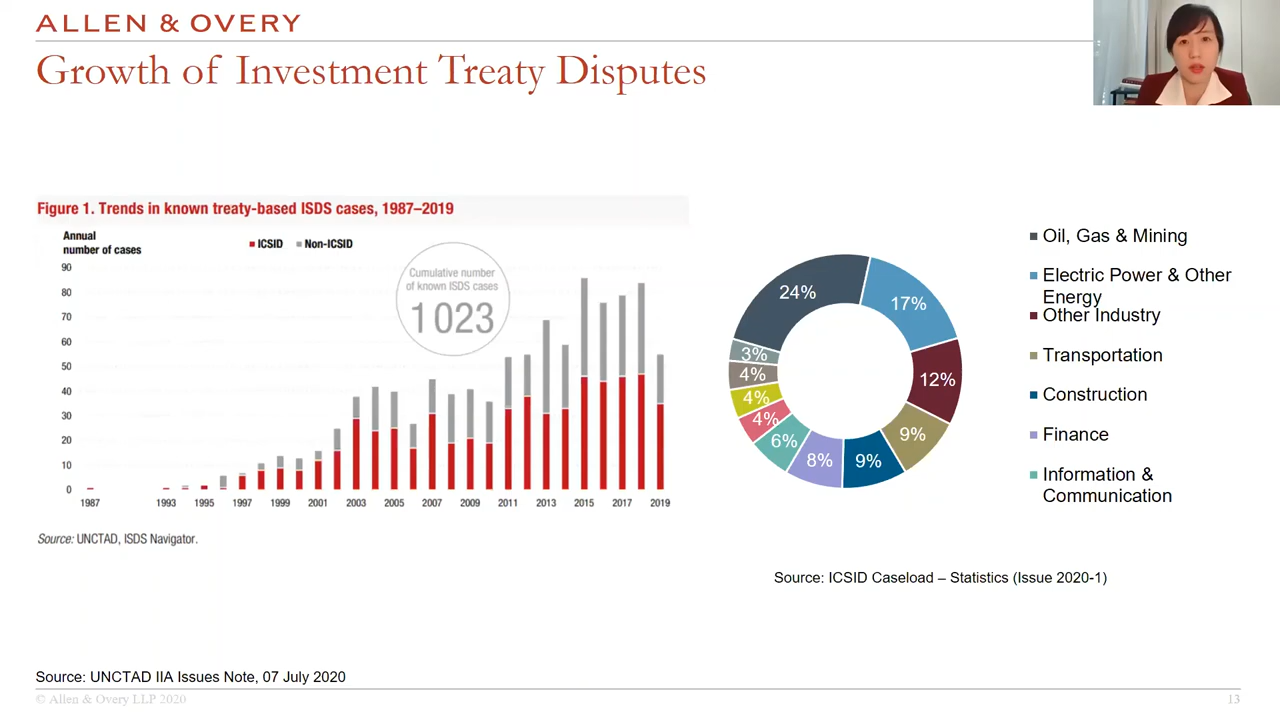 ALLEN & OVERY
Growth of Investment Treaty Disputes
Figure 1. Trends in known treaty-based ISDS cases, 1987–2019
Annual
number of cases
ICSID
Non-ICSID
Cumulative number
of known ISDS cases
1 023
90
80
70
60
50
40
30
20
10
0
1987
1993
1995
1997
1999
2001
2003
2005
2007
2009
2011
2013
2015
2017
2019
Source: UNCTAD, ISDS Navigator.
24%
17%
12%
9%
9%
8%
6%
4%
4%
4%
3%
Oil, Gas & Mining
Electric Power & Other
Energy
Other Industry
Transportation
Construction
Finance
Information &
Communication
Source: ICSID Caseload – Statistics (Issue 2020-1)
Source: UNCTAD IIA Issues Note, 07 July 2020
© Allen & Overy LLP 2020
13